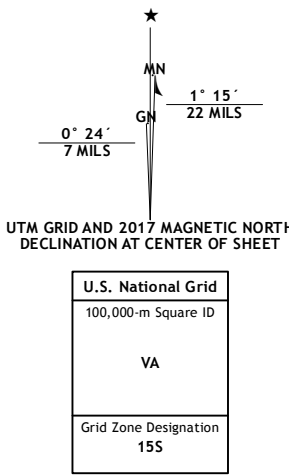 MN
1° 15´
22 MILS
GN
0° 24´
7 MILS
UTM GRID AND 2017 MAGNETIC NORTH
DECLINATION AT CENTER OF SHEET
U.S. National Grid
100,000-m Square ID
VA
Grid Zone Designation
15S